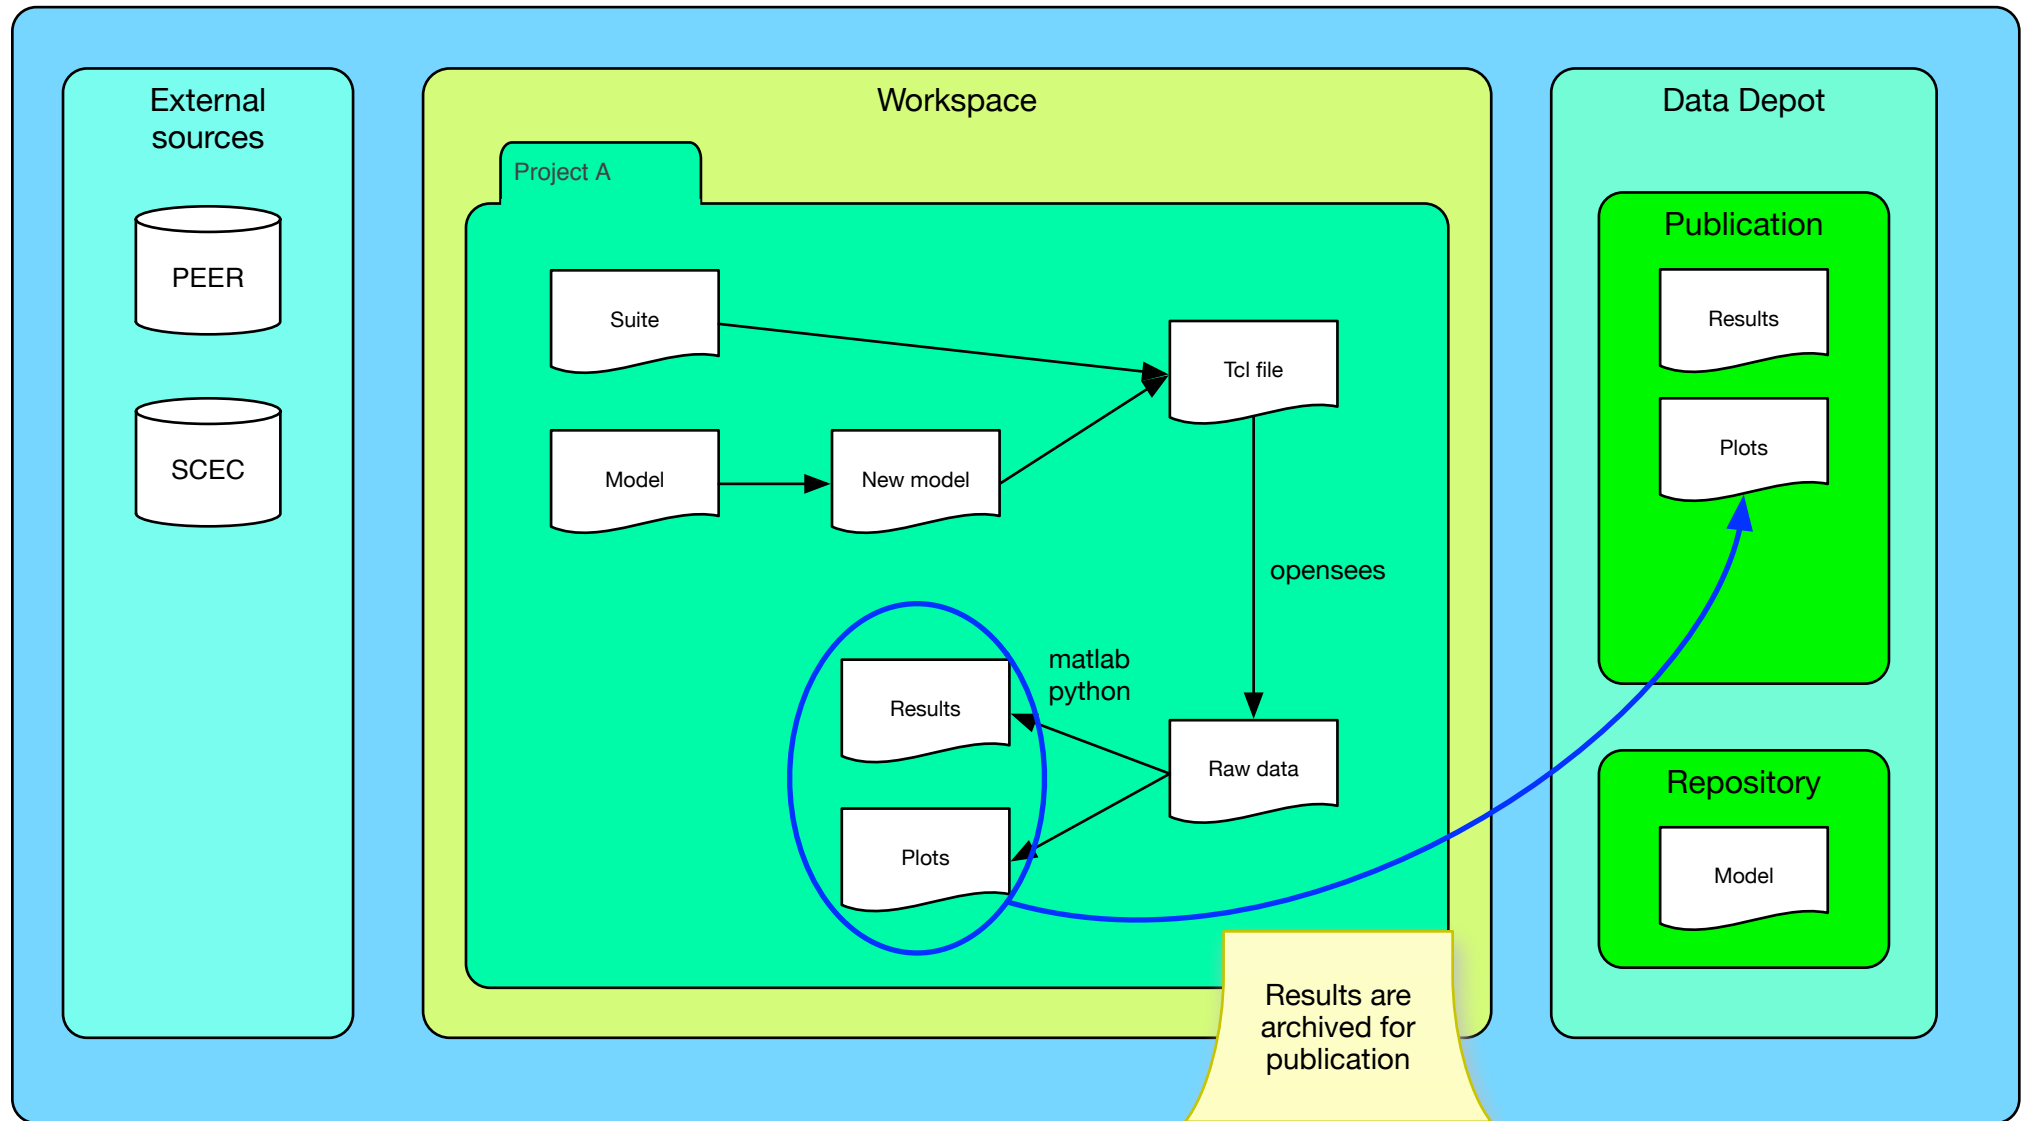 External
sources
PEER
SCEC
Workspace
Project A
Suite
Tcl file
Model
New model
opensees
matlab
python
Results
Raw data
Plots
Results are
archived for
publication
Data Depot
Publication
Results
Plots
Repository
Model